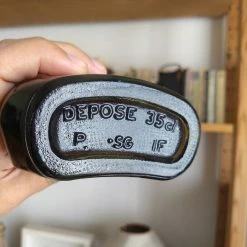 DEPOSE 35cl
P. •SG IF